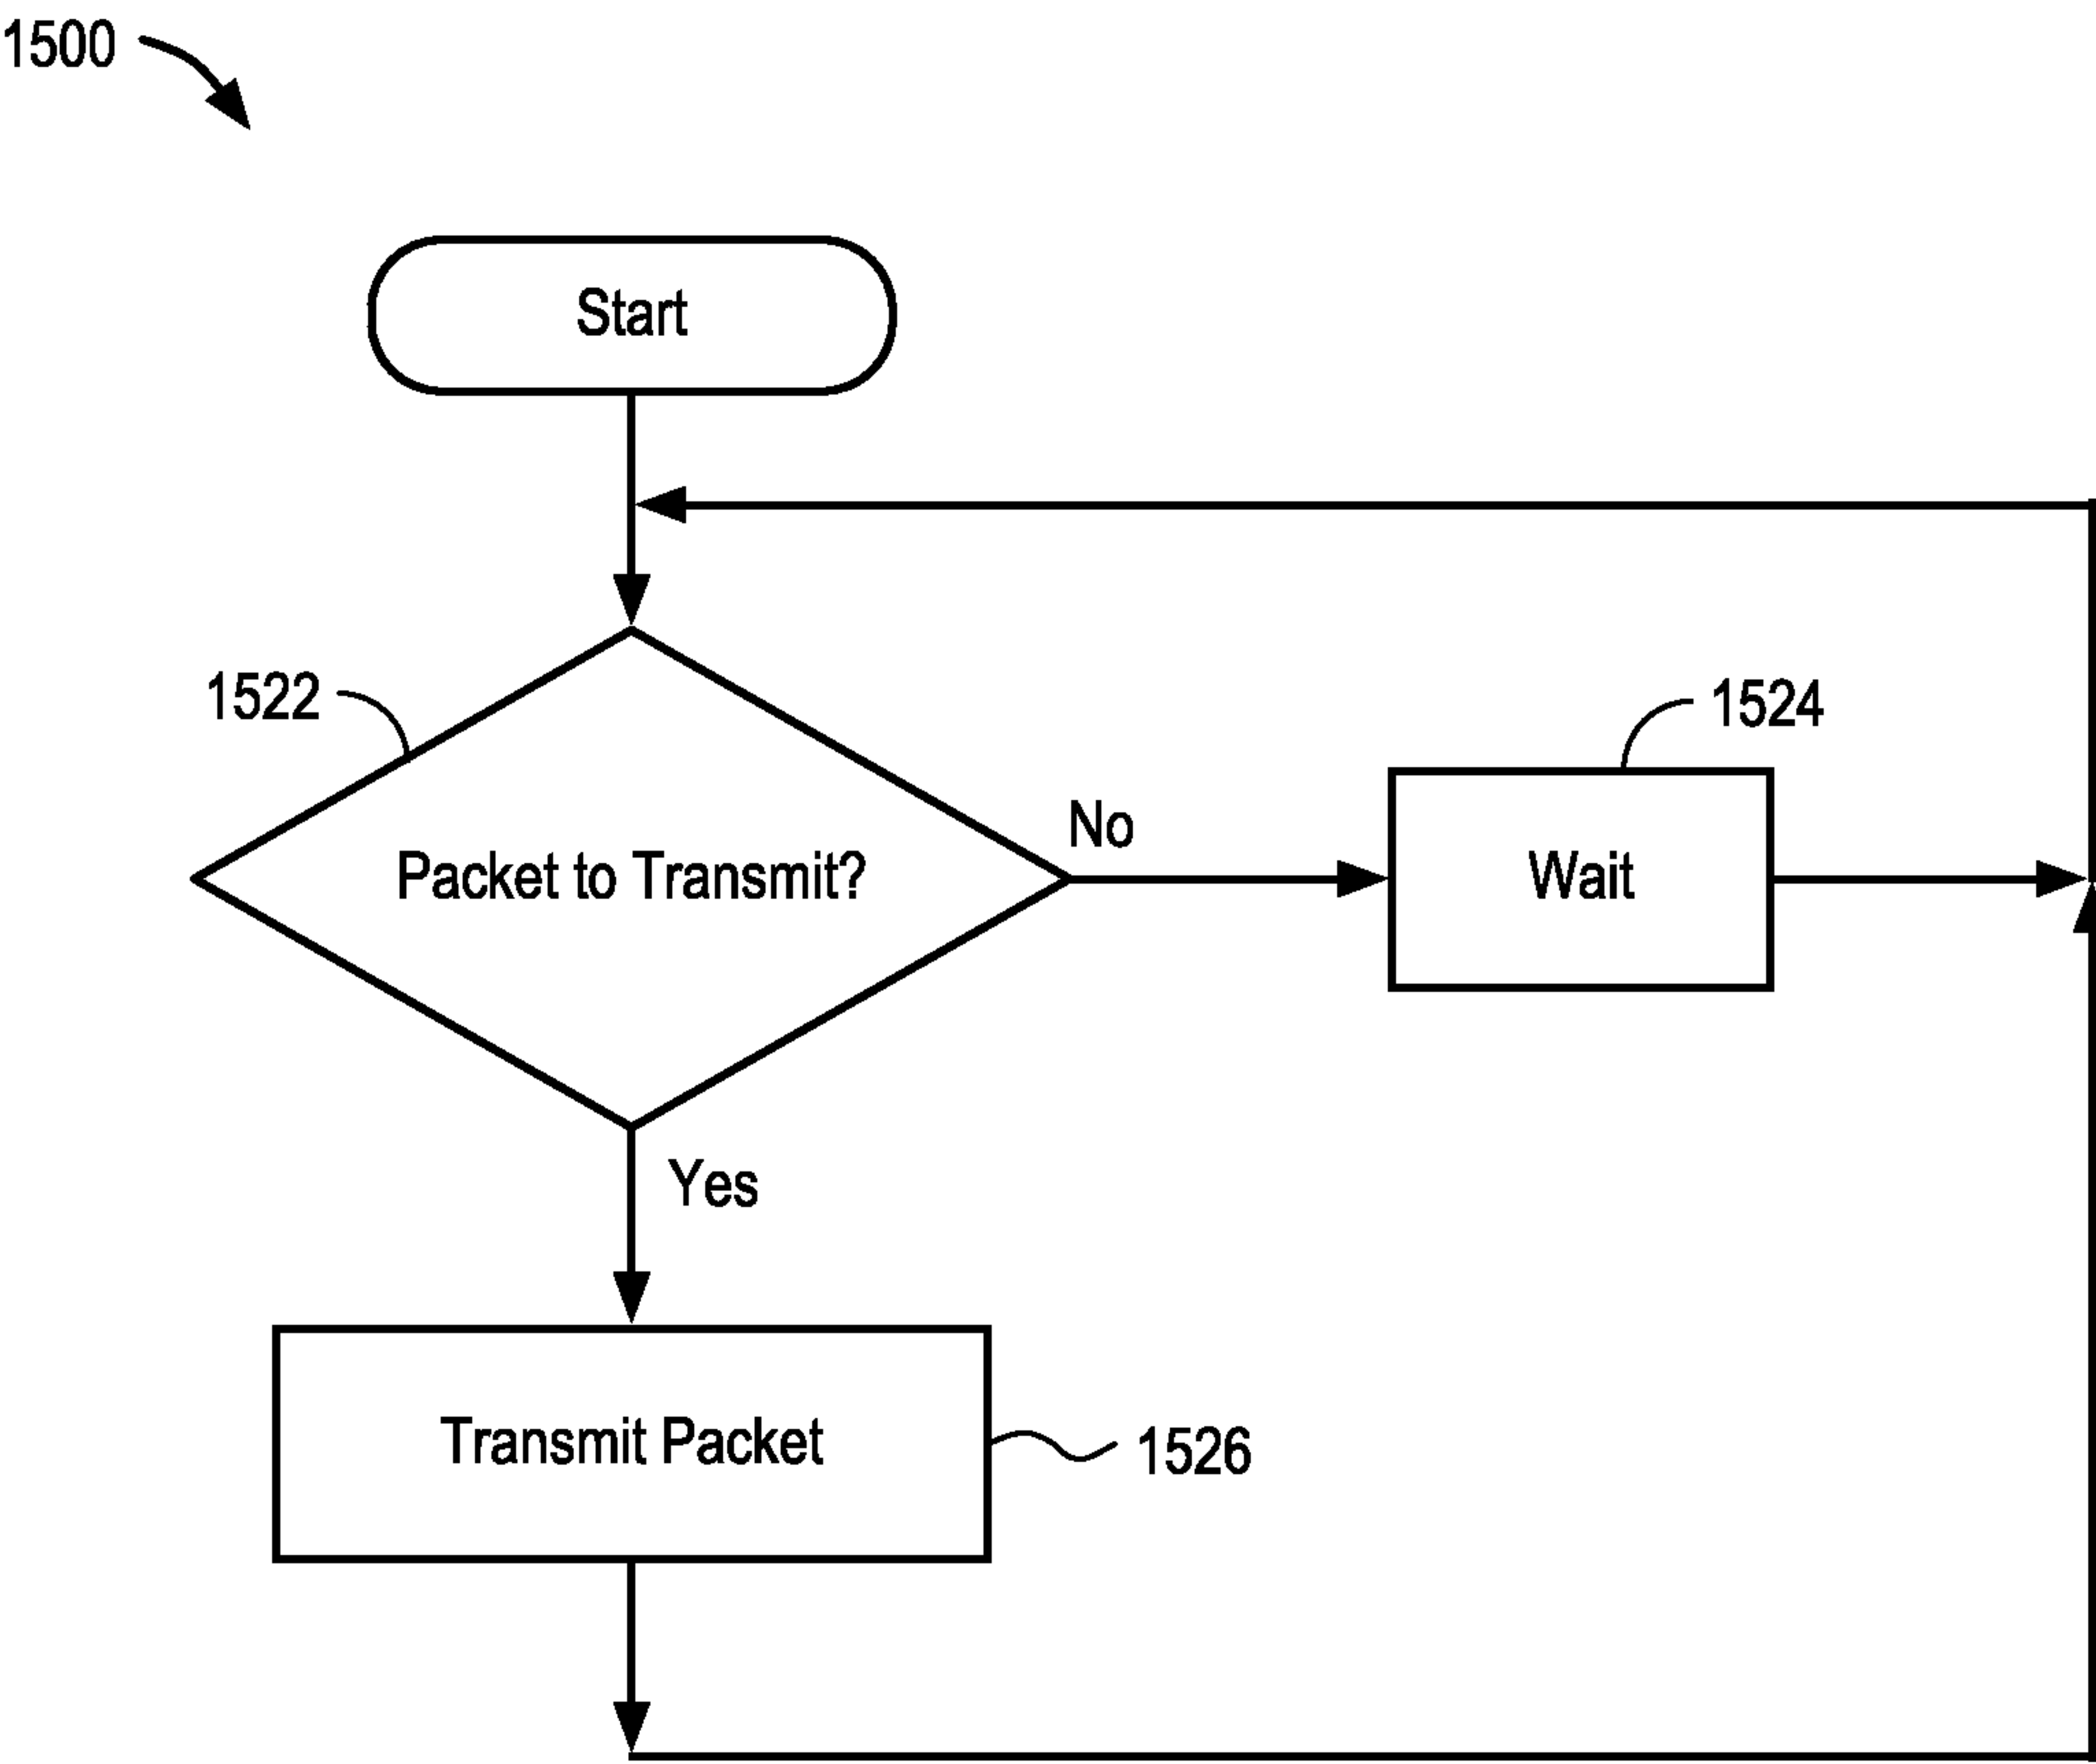 1500
Start
1522
1524
No
Packet to Transmit?
Wait
Yes
Transmit Packet
1526